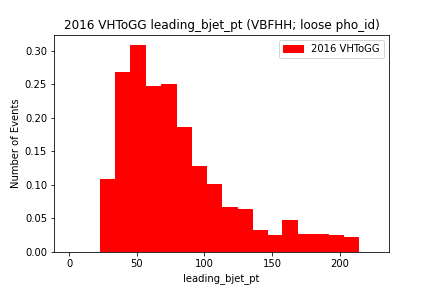 2016 VHToGG leading_bjet_pt (VBFHH; loose pho_id)
2016 VHToGG
Number of Events
0.30
0.25
0.20
0.15
0.10
0.05
0.00
0 50 100 150 200
leading_bjet_pt